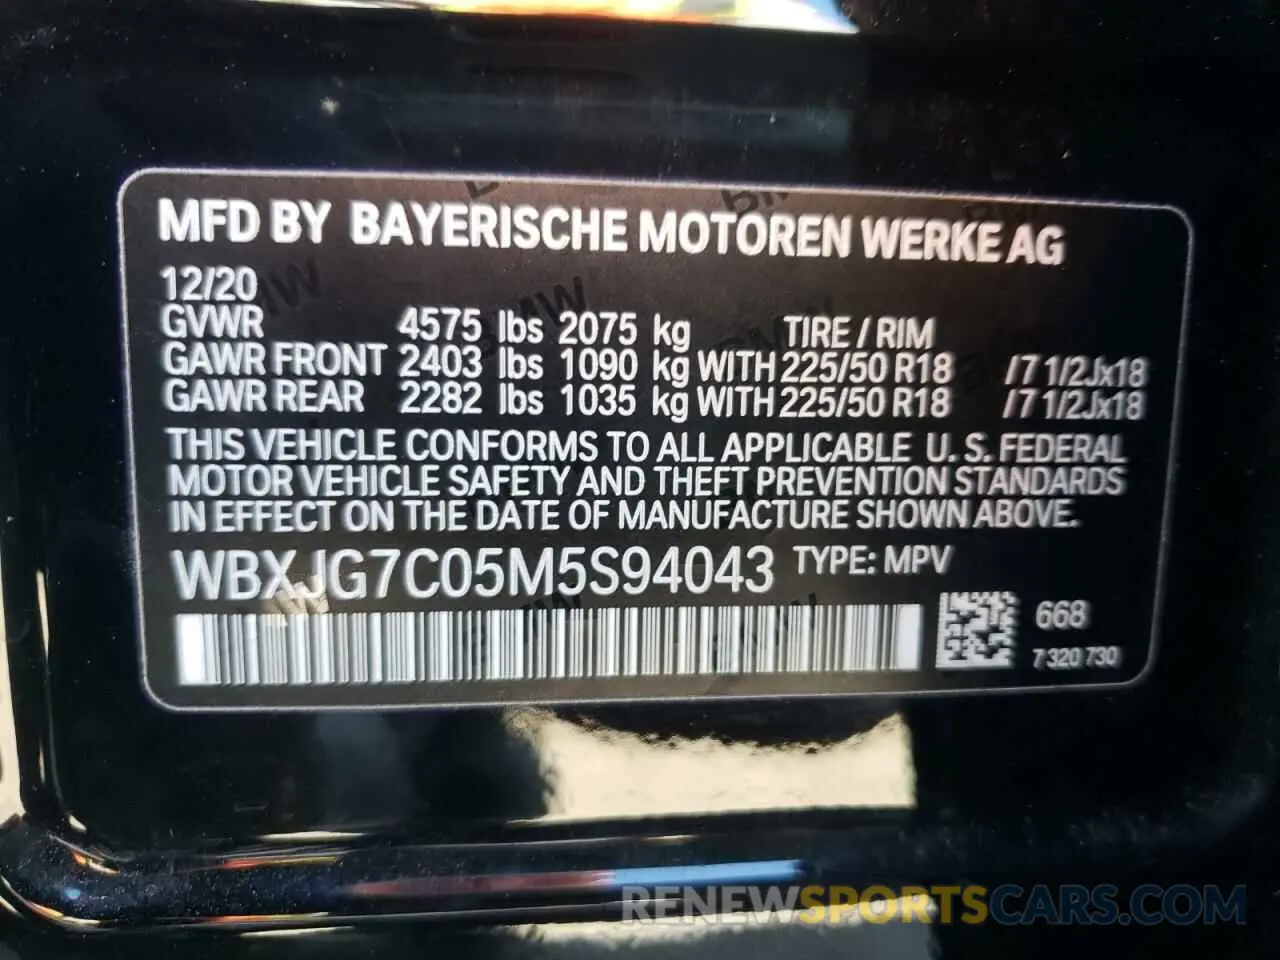 MFD BY BAYERISCHE MOTOREN WERKE AG
12/20
GVWR 4575 lbs 2075 kg TIRE / RIM
GAWR FRONT 2403 lbs 1090 kg WITH 225/50 R18 /7 1/2Jx18
GAWR REAR 2282 lbs 1035 kg WITH 225/50 R18 /7 1/2Jx18
THIS VEHICLE CONFORMS TO ALL APPLICABLE U. S. FEDERAL
MOTOR VEHICLE SAFETY AND THEFT PREVENTION STANDARDS
IN EFFECT ON THE DATE OF MANUFACTURE SHOWN ABOVE.
WBXJG7C05M5S94043 TYPE: MPV
668
7 320 730
RENEWSPORTSCARS.COM